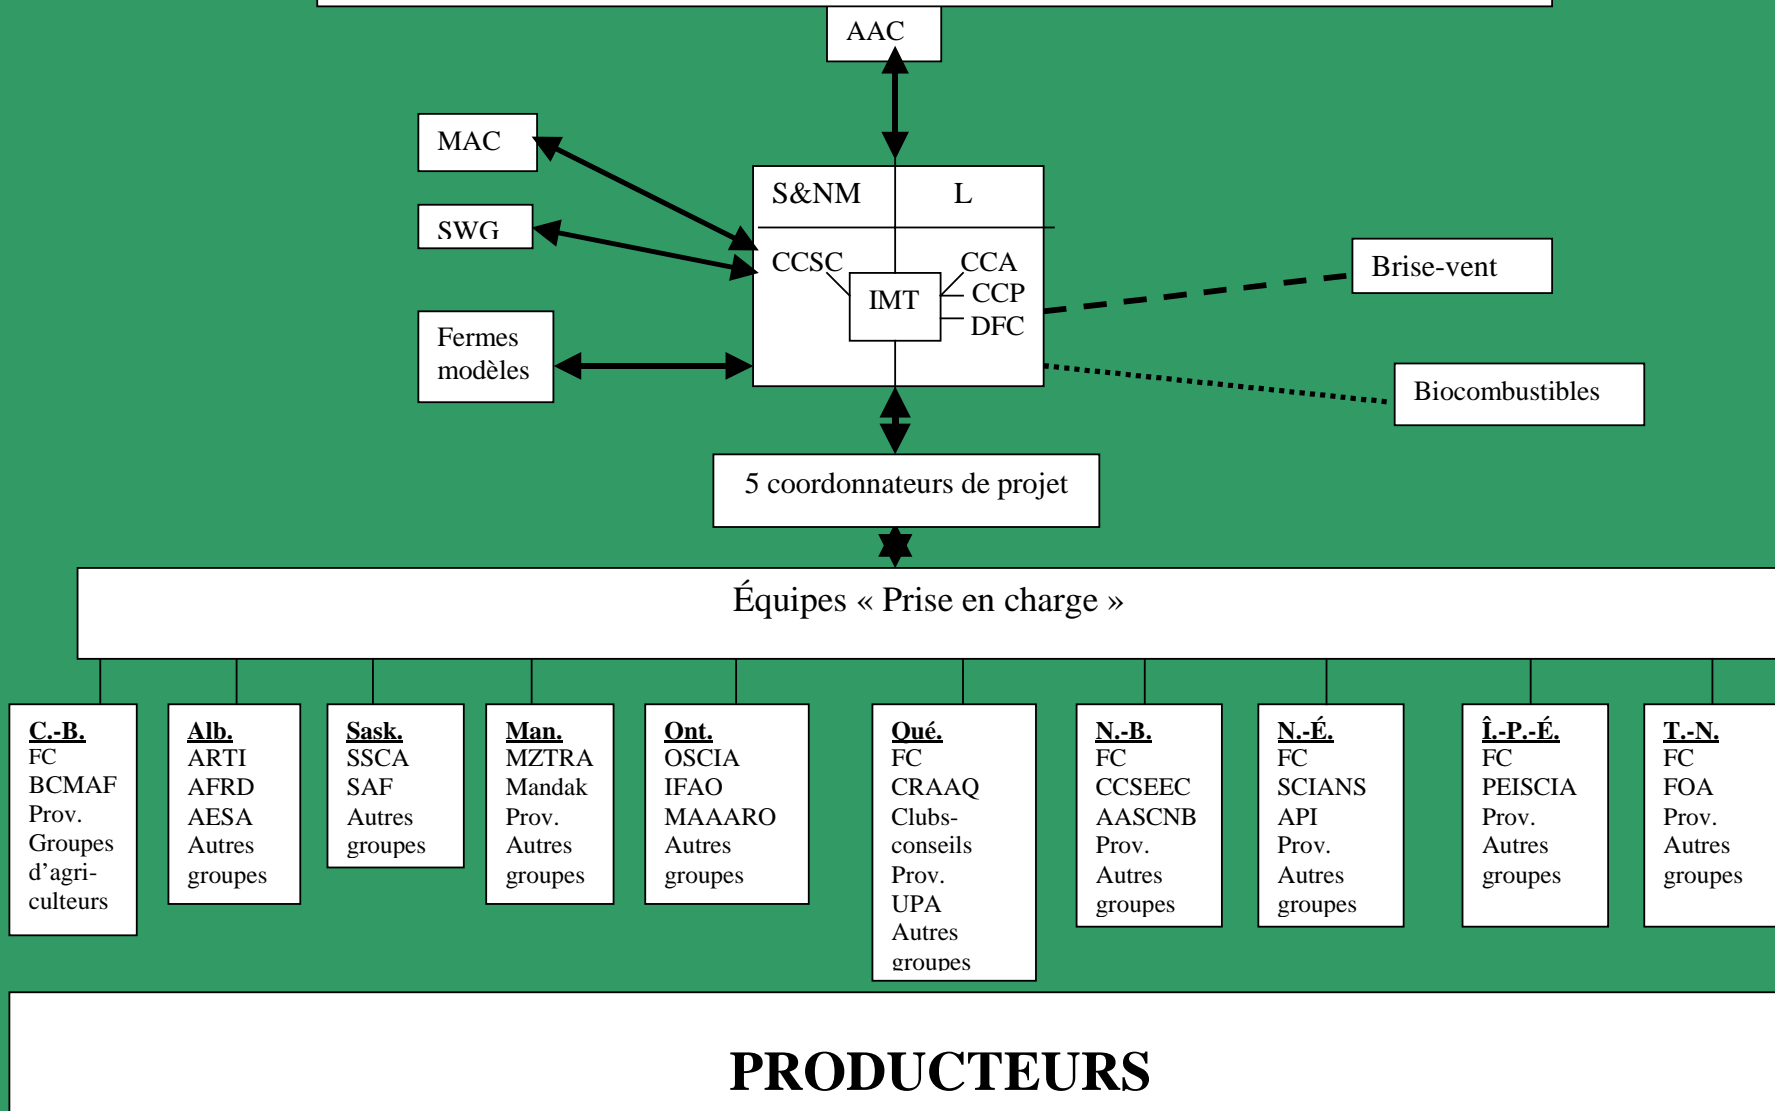 AAC
MAC
S&NM
L
SWG
CCSC
CCA
Brise-vent
IMT
CCP
DFC
Fermes
modèles
Biocombustibles
5 coordonnateurs de projet
Équipes « Prise en charge »
C.-B.
FC
BCMAF
Prov.
Groupes
d’agri-
culteurs
Alb.
ARTI
AFRD
AESA
Autres
groupes
Sask.
SSCA
SAF
Autres
groupes
Man.
MZTRA
Mandak
Prov.
Autres
groupes
Ont.
OSCIA
IFAO
MAAARO
Autres
groupes
Qué.
FC
CRAAQ
Clubs-
conseils
Prov.
UPA
Autres
groupes
N.-B.
FC
CCSEEC
AASCNB
Prov.
Autres
groupes
N.-É.
FC
SCIANS
API
Prov.
Autres
groupes
Î.-P.-É.
FC
PEISCIA
Prov.
Autres
groupes
T.-N.
FC
FOA
Prov.
Autres
groupes
PRODUCTEURS